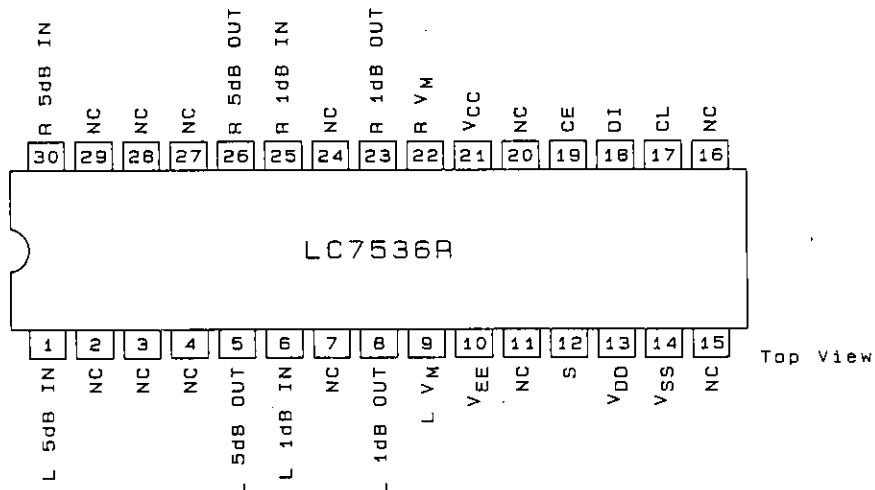 R 5dB IN
NC
NC
NC
R 5dB OUT
R 1dB IN
NC
R 1dB OUT
R VM
VCC
NC
CE
DI
CL
NC
30 29 28 27 26 25 24 23 22 21 20 19 18 17 16
LC7536R
1 2 3 4 5 6 7 8 9 10 11 12 13 14 15
Top View
L 5dB IN
NC
NC
NC
L 5dB OUT
L 1dB IN
NC
L 1dB OUT
L VM
VEE
NC
S
VDD
VSS
NC